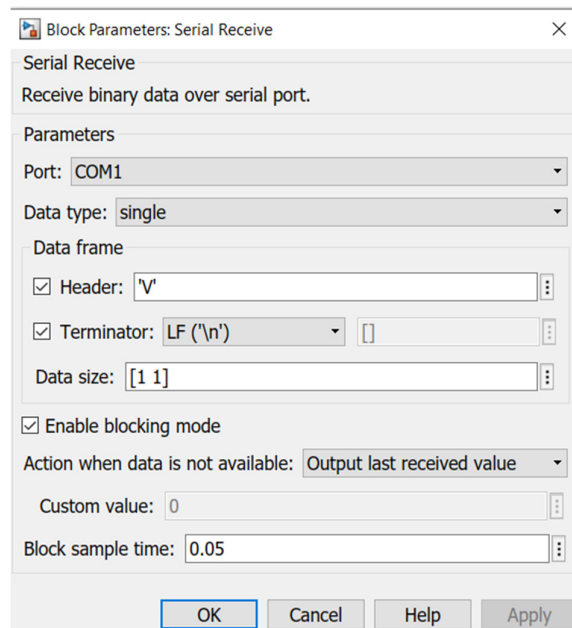 Block Parameters: Serial Receive
Serial Receive
Receive binary data over serial port.
Parameters
Port: COM1
Data type: single
Data frame
Header: 'V'
Terminator: LF ('\n') []
Data size: [1 1]
Enable blocking mode
Action when data is not available: Output last received value
Custom value: 0
Block sample time: 0.05
OK Cancel Help Apply